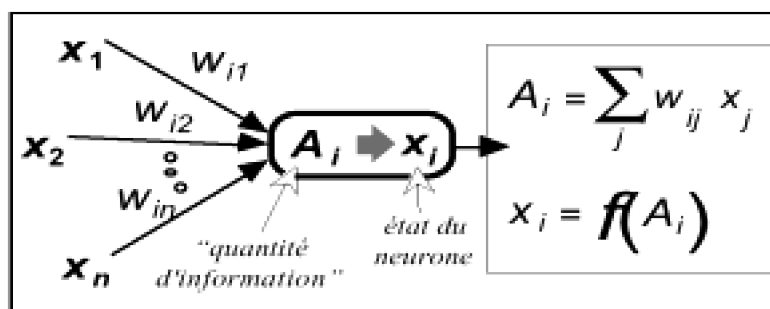 x1
Wi1
x2
Wi2
Win
xn
Ai xi
"quantité
d'information"
état du
neurone
Ai = ∑j wij xj
xi = f(Ai)